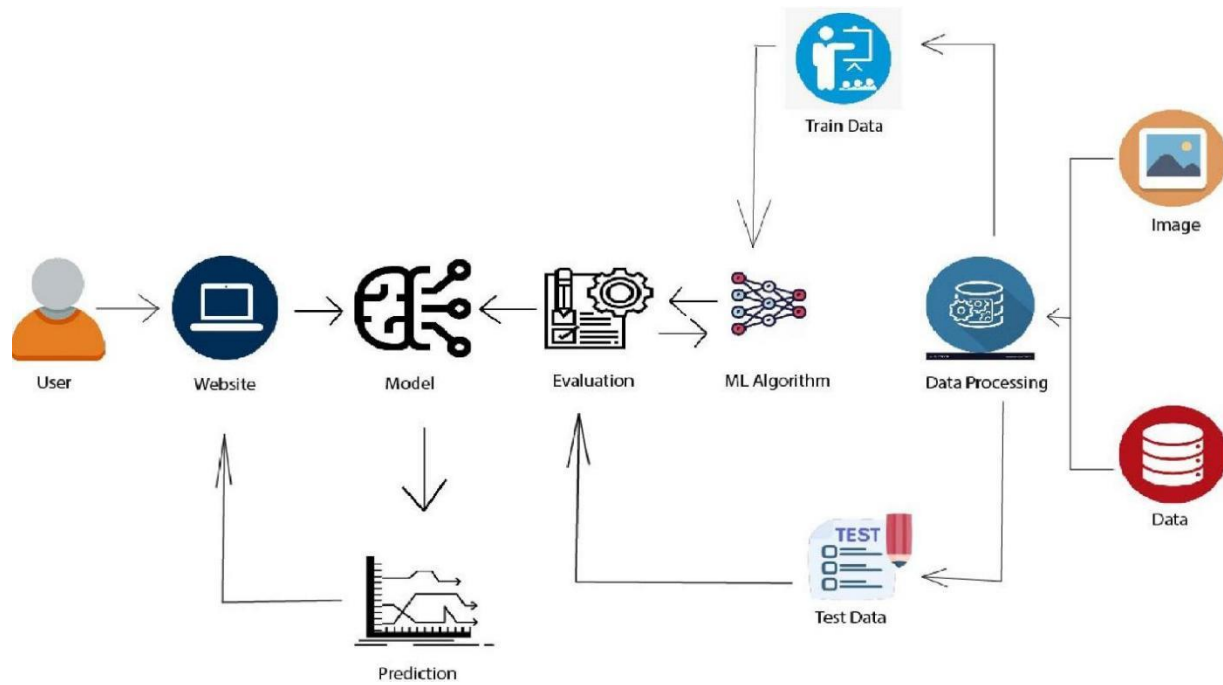 Train Data
Image
User
Website
Model
Evaluation
ML Algorithm
Data Processing
TEST
Test Data
Data
Prediction